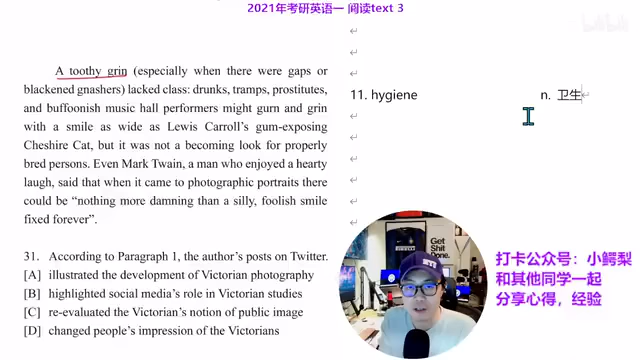 2021年考研英语一 阅读text 3
bilibili
A toothy grin (especially when there were gaps or
blackened gnashers) lacked class: drunks, tramps, prostitutes,
and buffoonish music hall performers might gurn and grin
with a smile as wide as Lewis Carroll's gum-exposing
Cheshire Cat, but it was not a becoming look for properly
bred persons. Even Mark Twain, a man who enjoyed a hearty
laugh, said that when it came to photographic portraits there
could be “nothing more damning than a silly, foolish smile
fixed forever”.
31. According to Paragraph 1, the author's posts on Twitter.
[A] illustrated the development of Victorian photography
[B] highlighted social media's role in Victorian studies
[C] re-evaluated the Victorian's notion of public image
[D] changed people's impression of the Victorians
11. hygiene n. 卫生
Get
Shit
Done
打卡公众号：小鳄梨
和其他同学一起
分享心得，经验